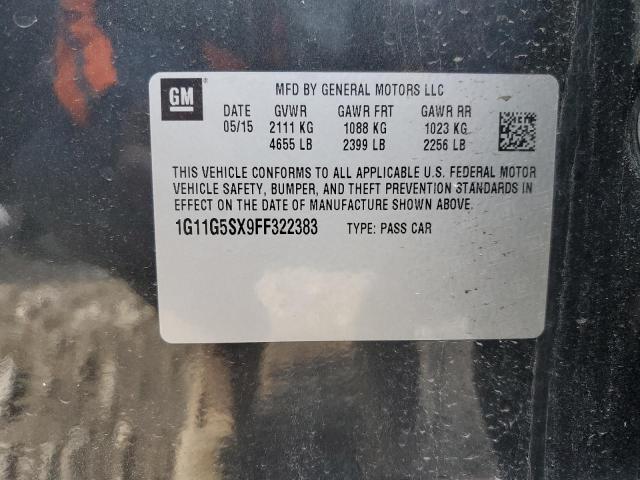 GM
MFD BY GENERAL MOTORS LLC
DATE GVWR GAWR FRT GAWR RR
05/15 2111 KG 1088 KG 1023 KG
4655 LB 2399 LB 2256 LB
THIS VEHICLE CONFORMS TO ALL APPLICABLE U.S. FEDERAL MOTOR
VEHICLE SAFETY, BUMPER, AND THEFT PREVENTION STANDARDS IN
EFFECT ON THE DATE OF MANUFACTURE SHOWN ABOVE.
1G11G5SX9FF322383 TYPE: PASS CAR